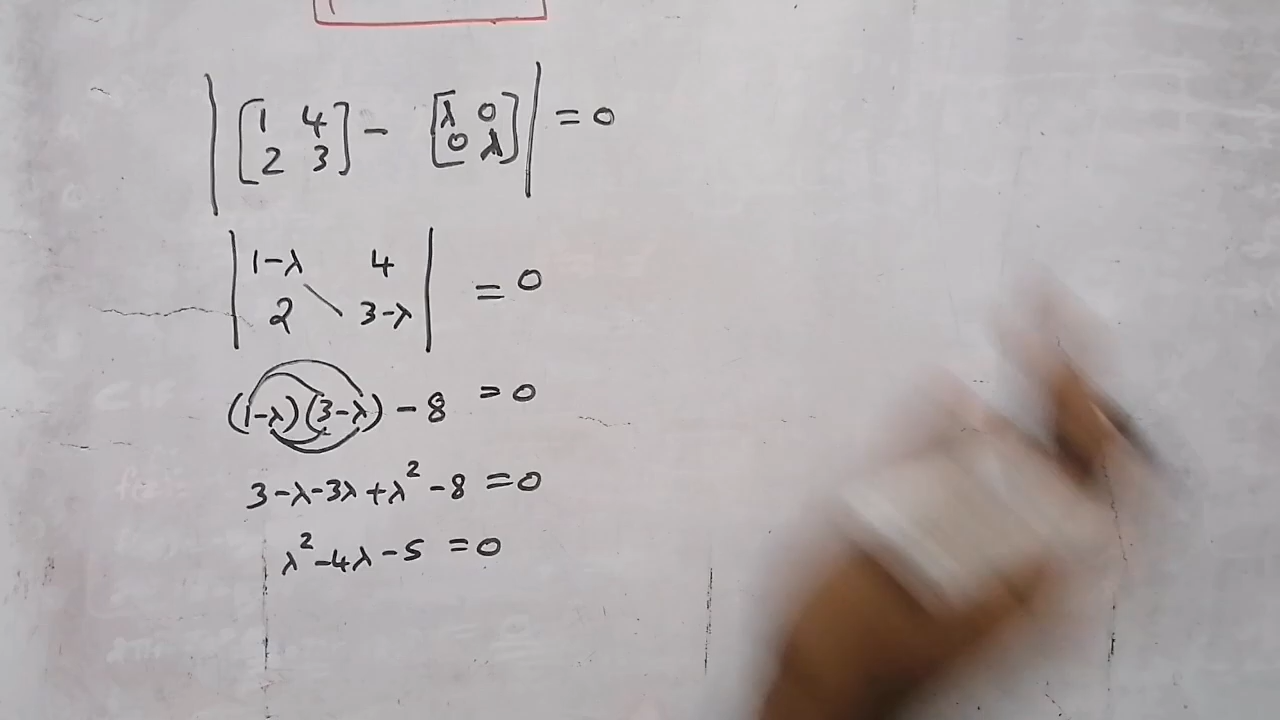 | [1 4 2 3] - [λ 0 0 λ] | = 0
| 1-λ 4 2 3-λ | = 0
(1-λ)(3-λ) - 8 = 0
3-λ-3λ+λ² -8 = 0
λ²-4λ-5 = 0